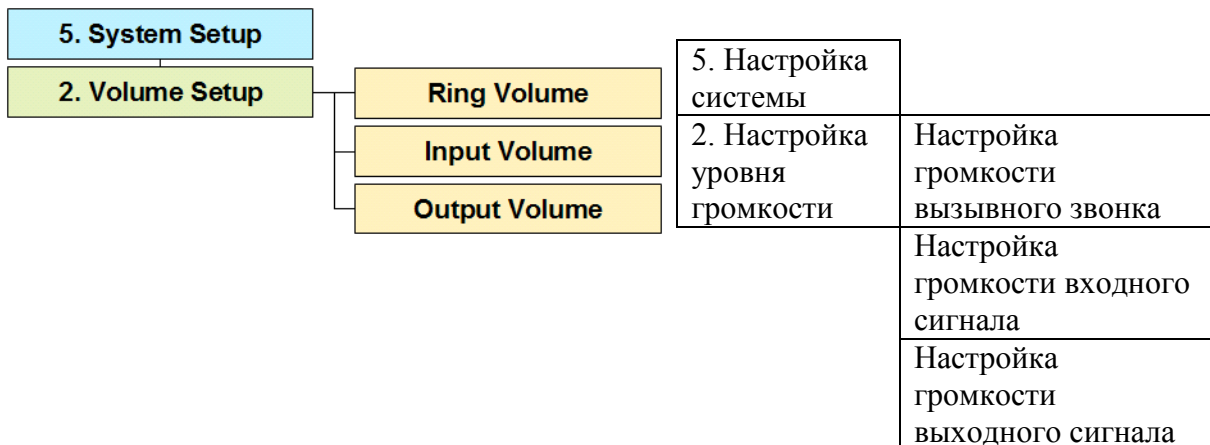 5. System Setup
2. Volume Setup
Ring Volume
Input Volume
Output Volume
5. Настройка
системы
2. Настройка
уровня
громкости
Настройка
громкости
вызывного звонка
Настройка
громкости входного
сигнала
Настройка
громкости
выходного сигнала